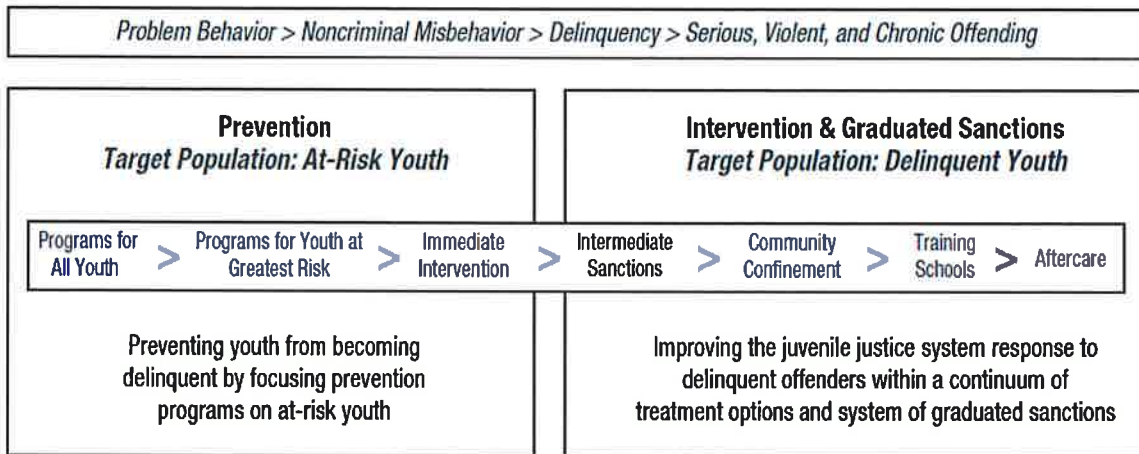 Problem Behavior > Noncriminal Misbehavior > Delinquency > Serious, Violent, and Chronic Offending
Prevention
Target Population: At-Risk Youth
Intervention & Graduated Sanctions
Target Population: Delinquent Youth
Programs for
All Youth
>
Programs for Youth at
Greatest Risk
>
Immediate
Intervention
>
Intermediate
Sanctions
>
Community
Confinement
>
Training
Schools
>
Aftercare
Preventing youth from becoming
delinquent by focusing prevention
programs on at-risk youth
Improving the juvenile justice system response to
delinquent offenders within a continuum of
treatment options and system of graduated sanctions